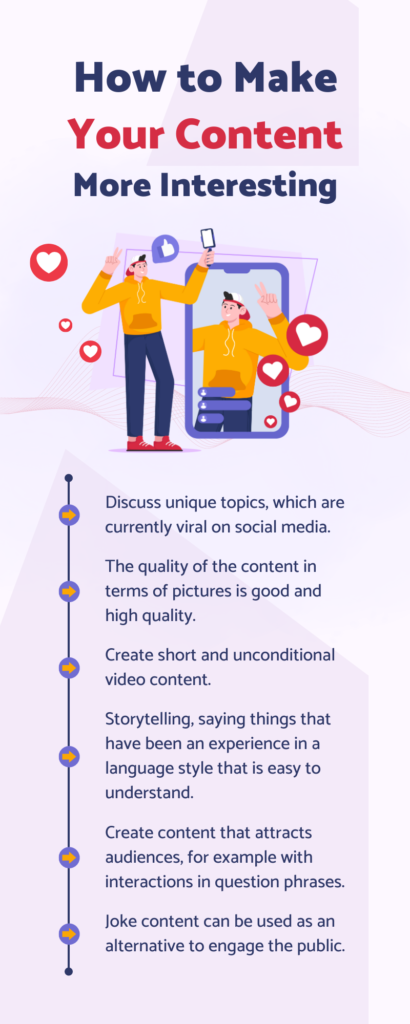 How to Make
Your Content
More Interesting
Discuss unique topics, which are
currently viral on social media.
The quality of the content in
terms of pictures is good and
high quality.
Create short and unconditional
video content.
Storytelling, saying things that
have been an experience in a
language style that is easy to
understand.
Create content that attracts
audiences, for example with
interactions in question phrases.
Joke content can be used as an
alternative to engage the public.